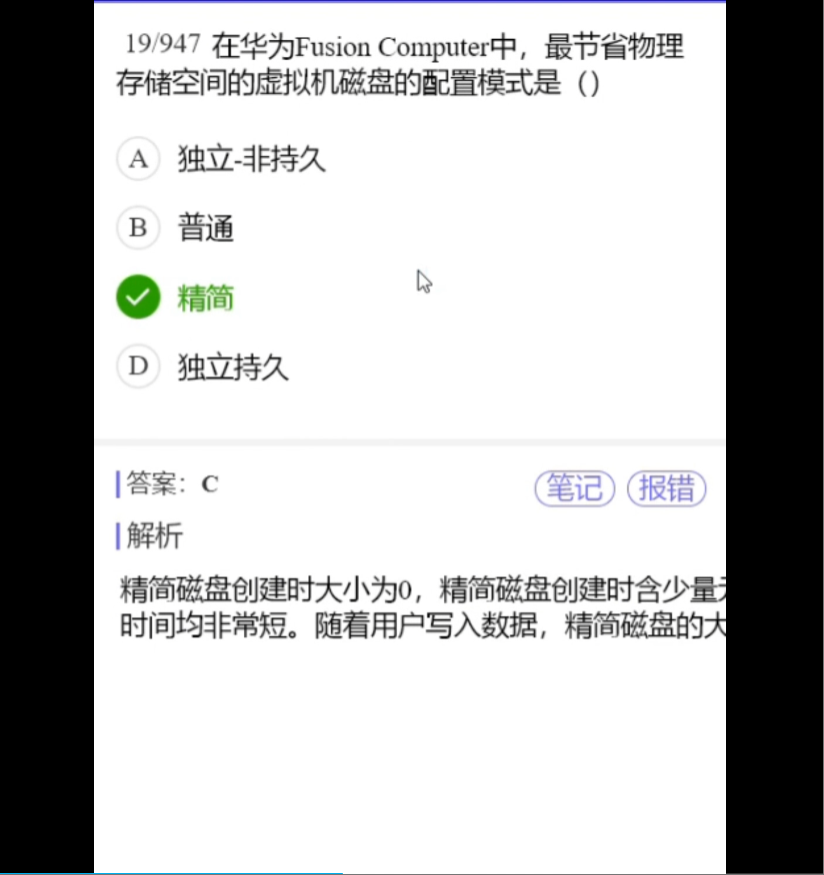 19/947 在华为Fusion Computer中，最节省物理
存储空间的虚拟机磁盘的配置模式是（）
A 独立-非持久
B 普通
精简
D 独立持久
答案：C
笔记 报错
解析
精简磁盘创建时大小为0，精简磁盘创建时含少量
时间均非常短。随着用户写入数据，精简磁盘的大